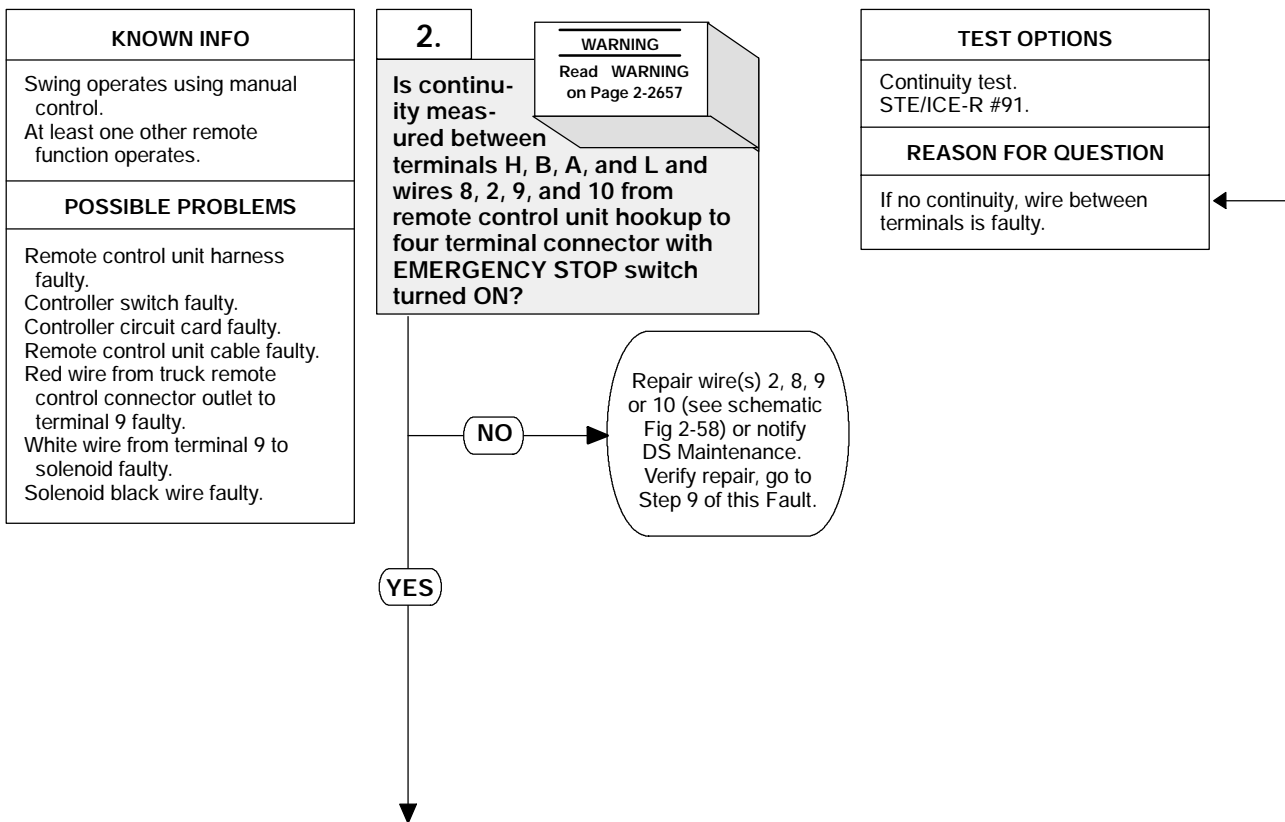 KNOWN INFO
Swing operates using manual
control.
At least one other remote
function operates.
POSSIBLE PROBLEMS
Remote control unit harness
faulty.
Controller switch faulty.
Controller circuit card faulty.
Remote control unit cable faulty.
Red wire from truck remote
control connector outlet to
terminal 9 faulty.
White wire from terminal 9 to
solenoid faulty.
Solenoid black wire faulty.
2.
WARNING
Read WARNING
on Page 2-2657
Is continu-
ity meas-
ured between
terminals H, B, A, and L and
wires 8, 2, 9, and 10 from
remote control unit hookup to
four terminal connector with
EMERGENCY STOP switch
turned ON?
NO
Repair wire(s) 2, 8, 9
or 10 (see schematic
Fig 2-58) or notify
DS Maintenance.
Verify repair, go to
Step 9 of this Fault.
YES
TEST OPTIONS
Continuity test.
STE/ICE-R #91.
REASON FOR QUESTION
If no continuity, wire between
terminals is faulty.